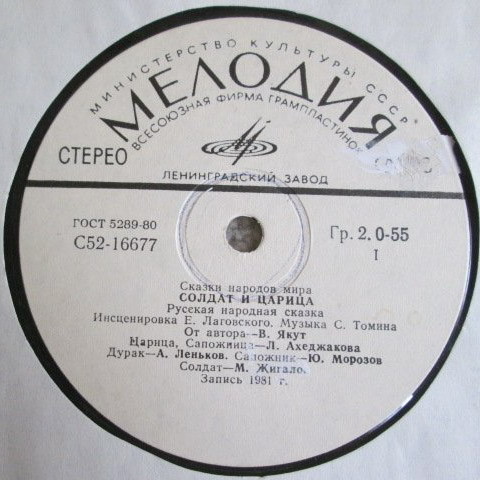 МИНИСТЕРСТВО КУЛЬТУРЫ СССР
МЕЛОДИЯ
ВСЕСОЮЗНАЯ ФИРМА ГРАМПЛАСТИНОК
СТЕРЕО
ЛЕНИНГРАДСКИЙ ЗАВОД
ГОСТ 5289-80
С52-16677
Гр. 2. 0-55
I
Сказки народов мира
СОЛДАТ И ЦАРИЦА
Русская народная сказка
Инсценировка Е. Лаговского. Музыка С. Томина
От автора—В. Якут
Царица, Сапожница—Л. Ахеджакова
Дурак—А. Леньков. Сапожник—Ю. Морозов
Солдат—М. Жигалов
Запись 1981 г.